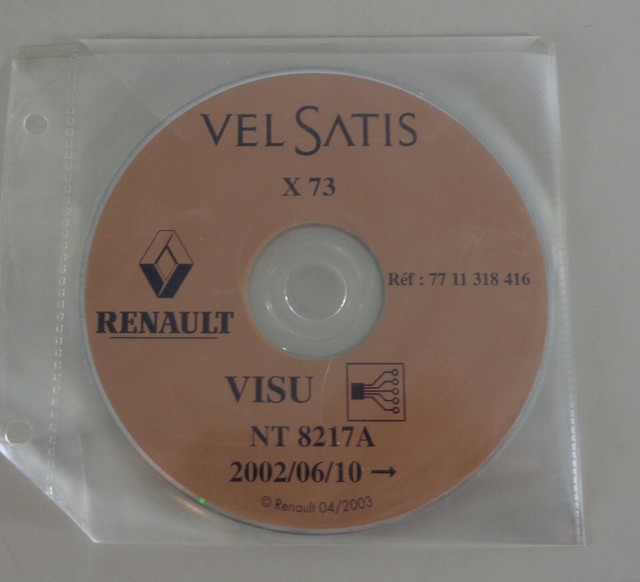 VEL SATIS
X 73
Réf : 77 11 318 416
RENAULT
VISU
NT 8217A
2002/06/10 →
© Renault 04/2003